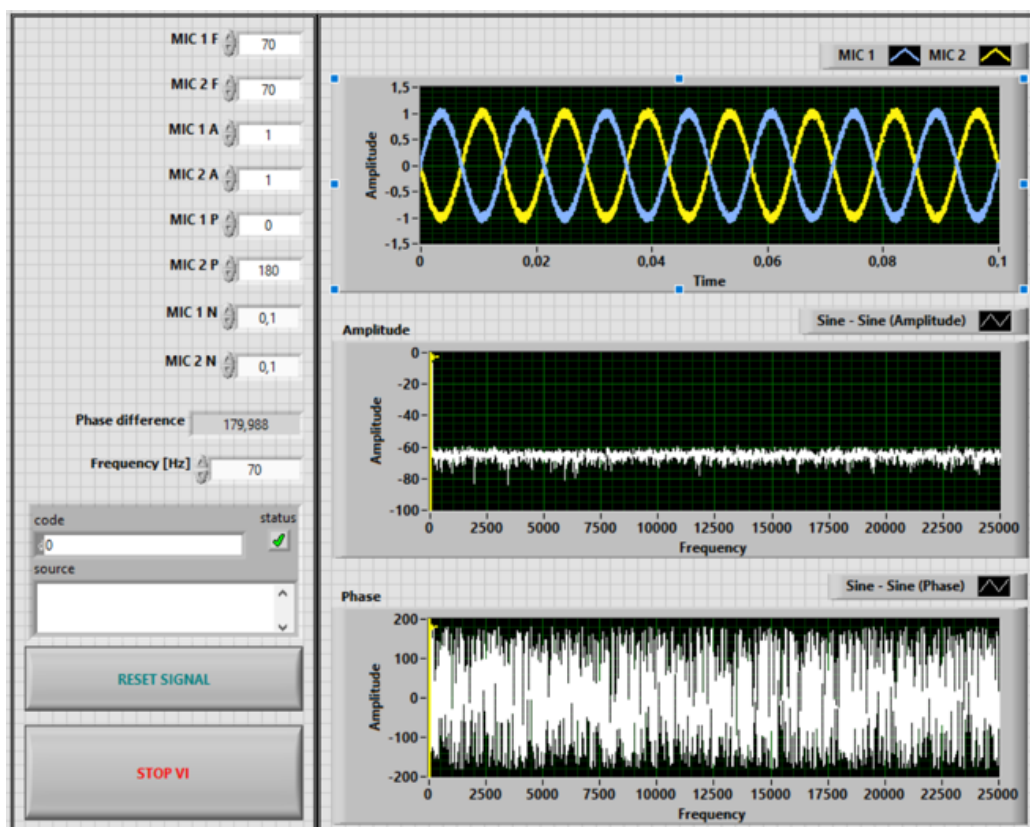 MIC 1 F 70
MIC 2 F 70
MIC 1 A 1
MIC 2 A 1
MIC 1 P 0
MIC 2 P 180
MIC 1 N 0,1
MIC 2 N 0,1
Phase difference 179,988
Frequency [Hz] 70
code status
0
source
RESET SIGNAL
STOP VI
MIC 1 MIC 2
1,5
1
0,5
0
-0,5
-1
-1,5
Amplitude
0 0,02 0,04 0,06 0,08 0,1
Time
Amplitude
Sine - Sine (Amplitude)
0
-20
-40
-60
-80
-100
Amplitude
0 2500 5000 7500 10000 12500 15000 17500 20000 22500 25000
Frequency
Phase
Sine - Sine (Phase)
200
100
0
-100
-200
Amplitude
0 2500 5000 7500 10000 12500 15000 17500 20000 22500 25000
Frequency